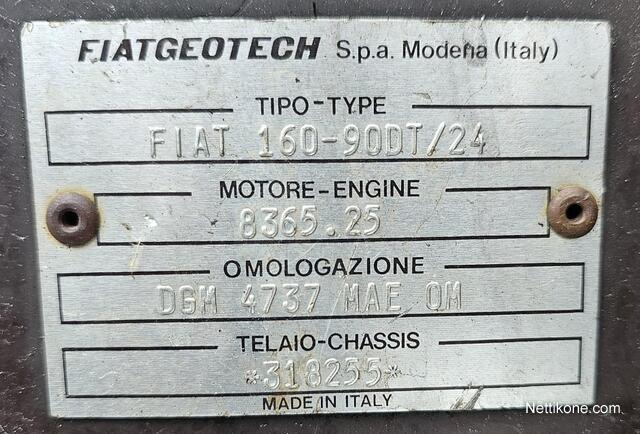 FIATGEOTECH S.p.a. Modena (Italy)
TIPO-TYPE
FIAT 160-90DT/24
MOTORE-ENGINE
8365.25
OMOLOGAZIONE
DGM 4737 MAE OM
TELAIO-CHASSIS
*318255*
MADE IN ITALY
Nettikone.com